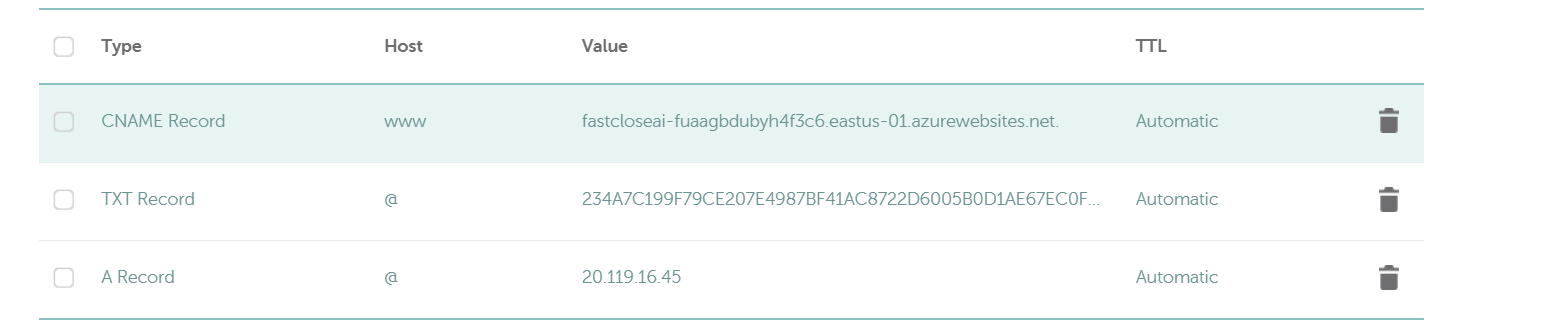 Type Host Value TTL
CNAME Record www fastcloseai-fuaagbdubyh4f3c6.eastus-01.azurewebsites.net. Automatic
TXT Record @ 234A7C199F79CE207E4987BF41AC8722D6005B0D1AE67EC0F... Automatic
A Record @ 20.119.16.45 Automatic